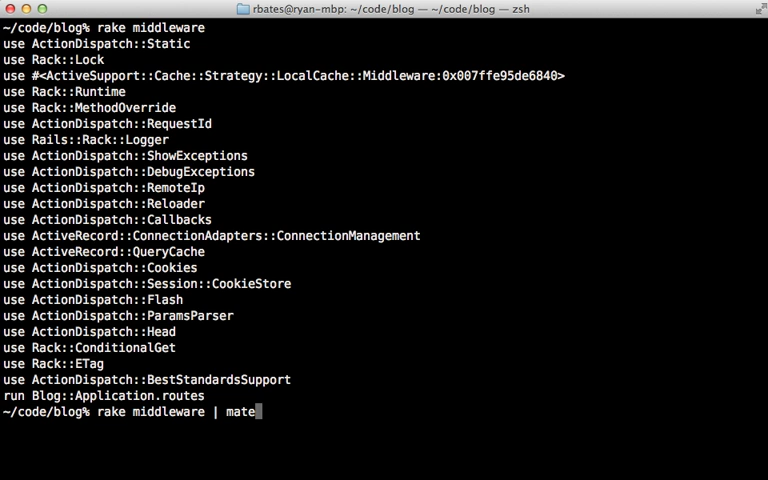 rbates@ryan-mbp: ~/code/blog — ~/code/blog — zsh
~/code/blog% rake middleware
use ActionDispatch::Static
use Rack::Lock
use #<ActiveSupport::Cache::Strategy::LocalCache::Middleware:0x007ffe95de6840>
use Rack::Runtime
use Rack::MethodOverride
use ActionDispatch::RequestId
use Rails::Rack::Logger
use ActionDispatch::ShowExceptions
use ActionDispatch::DebugExceptions
use ActionDispatch::RemoteIp
use ActionDispatch::Reloader
use ActionDispatch::Callbacks
use ActiveRecord::ConnectionAdapters::ConnectionManagement
use ActiveRecord::QueryCache
use ActionDispatch::Cookies
use ActionDispatch::Session::CookieStore
use ActionDispatch::Flash
use ActionDispatch::ParamsParser
use ActionDispatch::Head
use Rack::ConditionalGet
use Rack::ETag
use ActionDispatch::BestStandardsSupport
run Blog::Application.routes
~/code/blog% rake middleware | mate